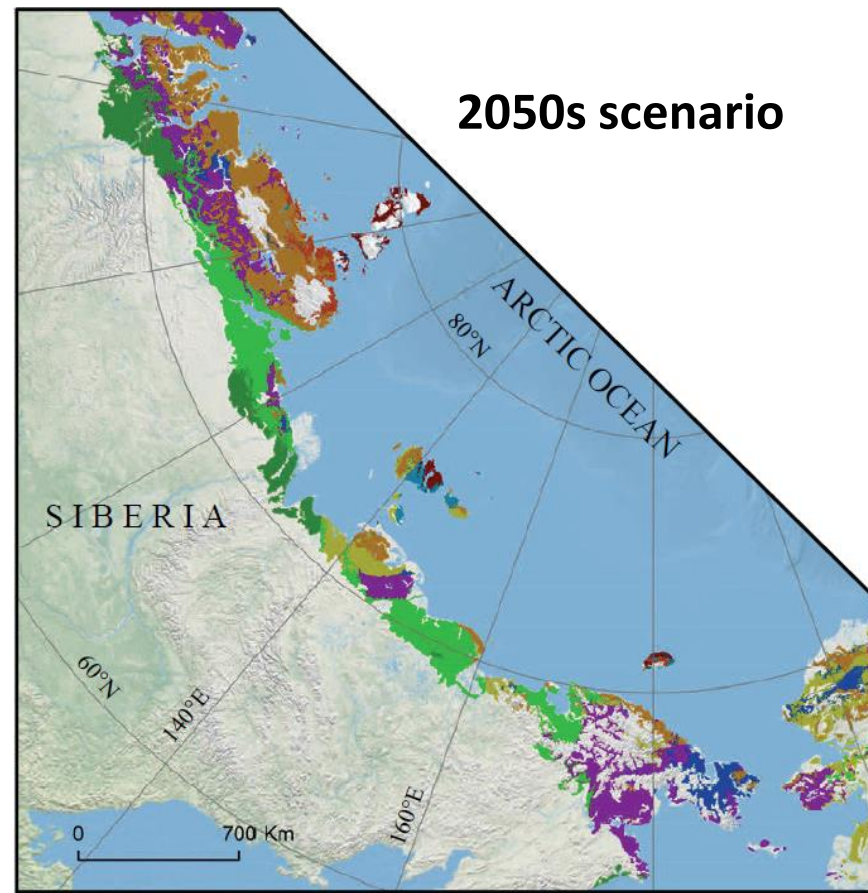 2050s scenario
ARCTIC OCEAN
80°N
SIBERIA
60°N
140°E
160°E
0 700 Km